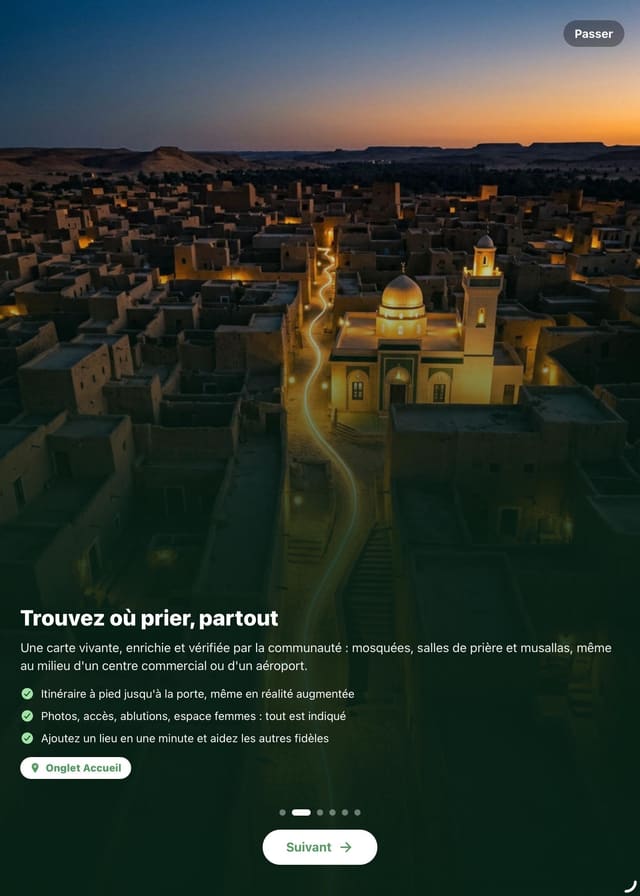 Passer
Trouvez où prier, partout
Une carte vivante, enrichie et vérifiée par la communauté : mosquées, salles de prière et musallas, même
au milieu d'un centre commercial ou d'un aéroport.
Itinéraire à pied jusqu'à la porte, même en réalité augmentée
Photos, accès, ablutions, espace femmes : tout est indiqué
Ajoutez un lieu en une minute et aidez les autres fidèles
Onglet Accueil
Suivant